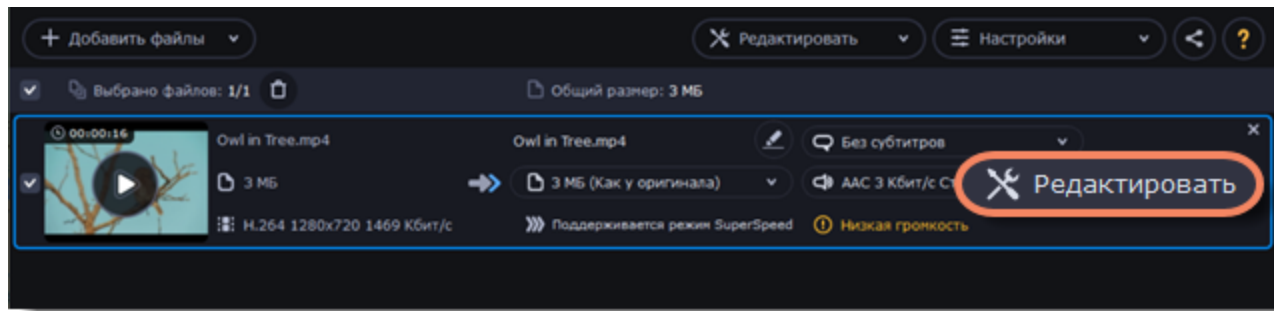 + Добавить файлы
Редактировать
Настройки
?
Выбрано файлов: 1/1
Общий размер: 3 МБ
00:00:16
Owl in Tree.mp4
Owl in Tree.mp4
Без субтитров
3 МБ
3 МБ (Как у оригинала)
AAC 3 Кбит/с
Редактировать
H.264 1280x720 1469 Кбит/с
Поддерживается режим SuperSpeed
Низкая громкость